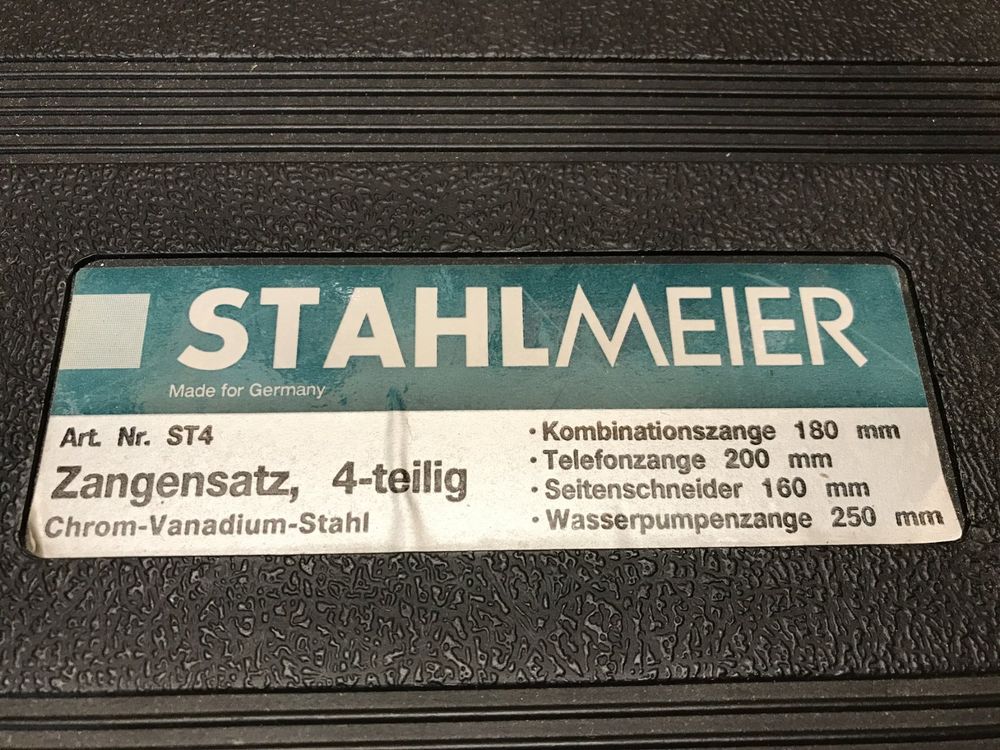 STAHLMEIER
Made for Germany
Art. Nr. ST4
Zangensatz, 4-teilig
Chrom-Vanadium-Stahl
· Kombinationszange 180 mm
· Telefonzange 200 mm
· Seitenschneider 160 mm
· Wasserpumpenzange 250 mm